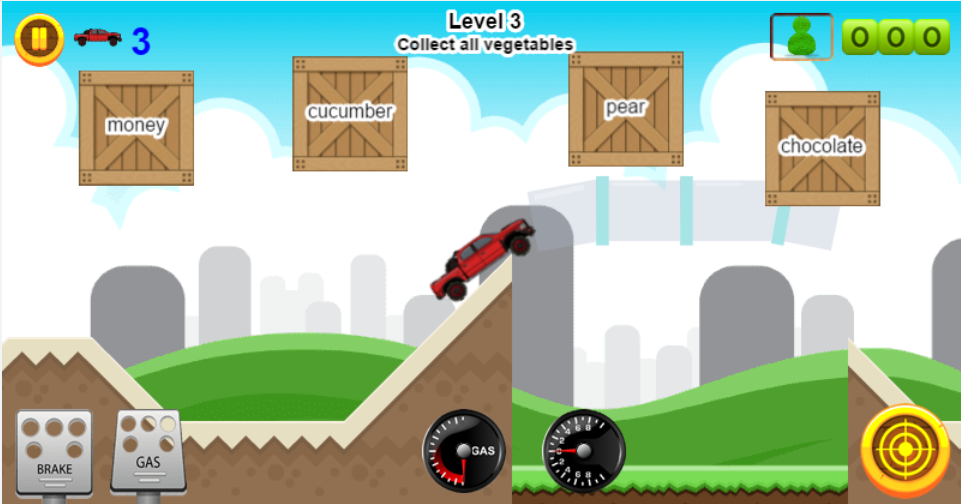 3
Level 3
Collect all vegetables
000
money
cucumber
pear
chocolate
BRAKE
GAS
GAS